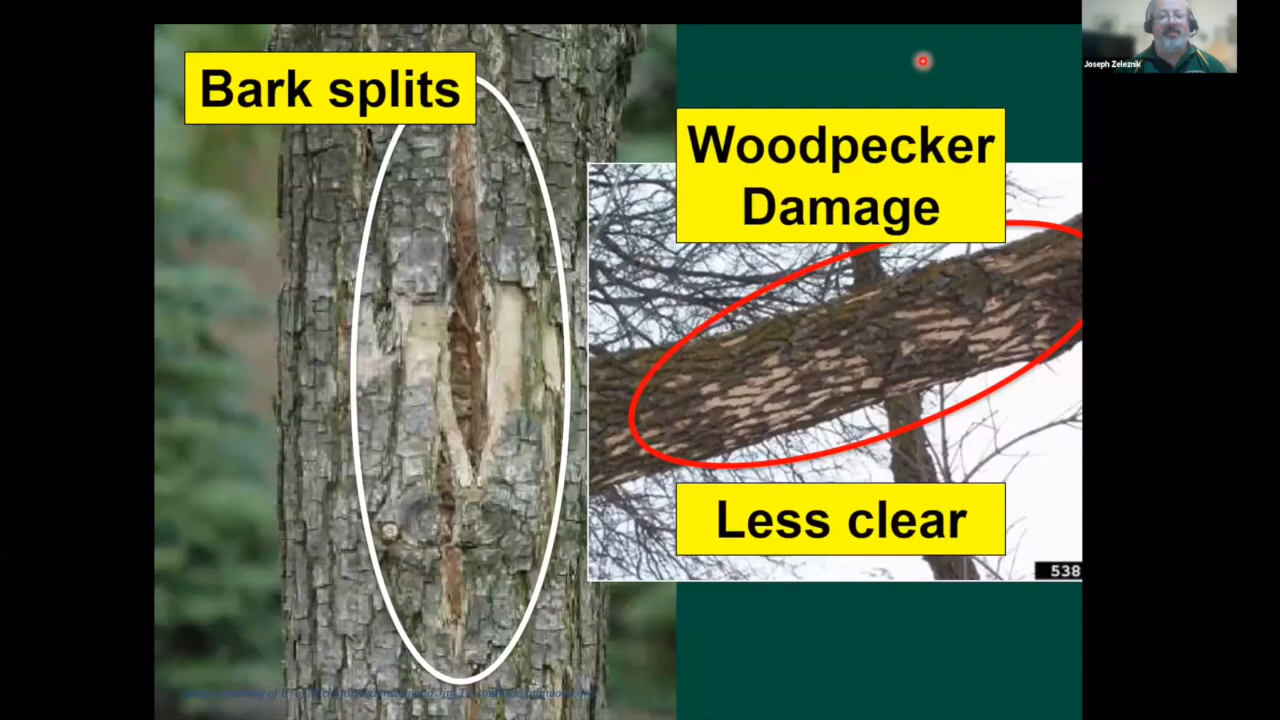 Bark splits
Joseph Zeleznik
Woodpecker
Damage
Less clear
538